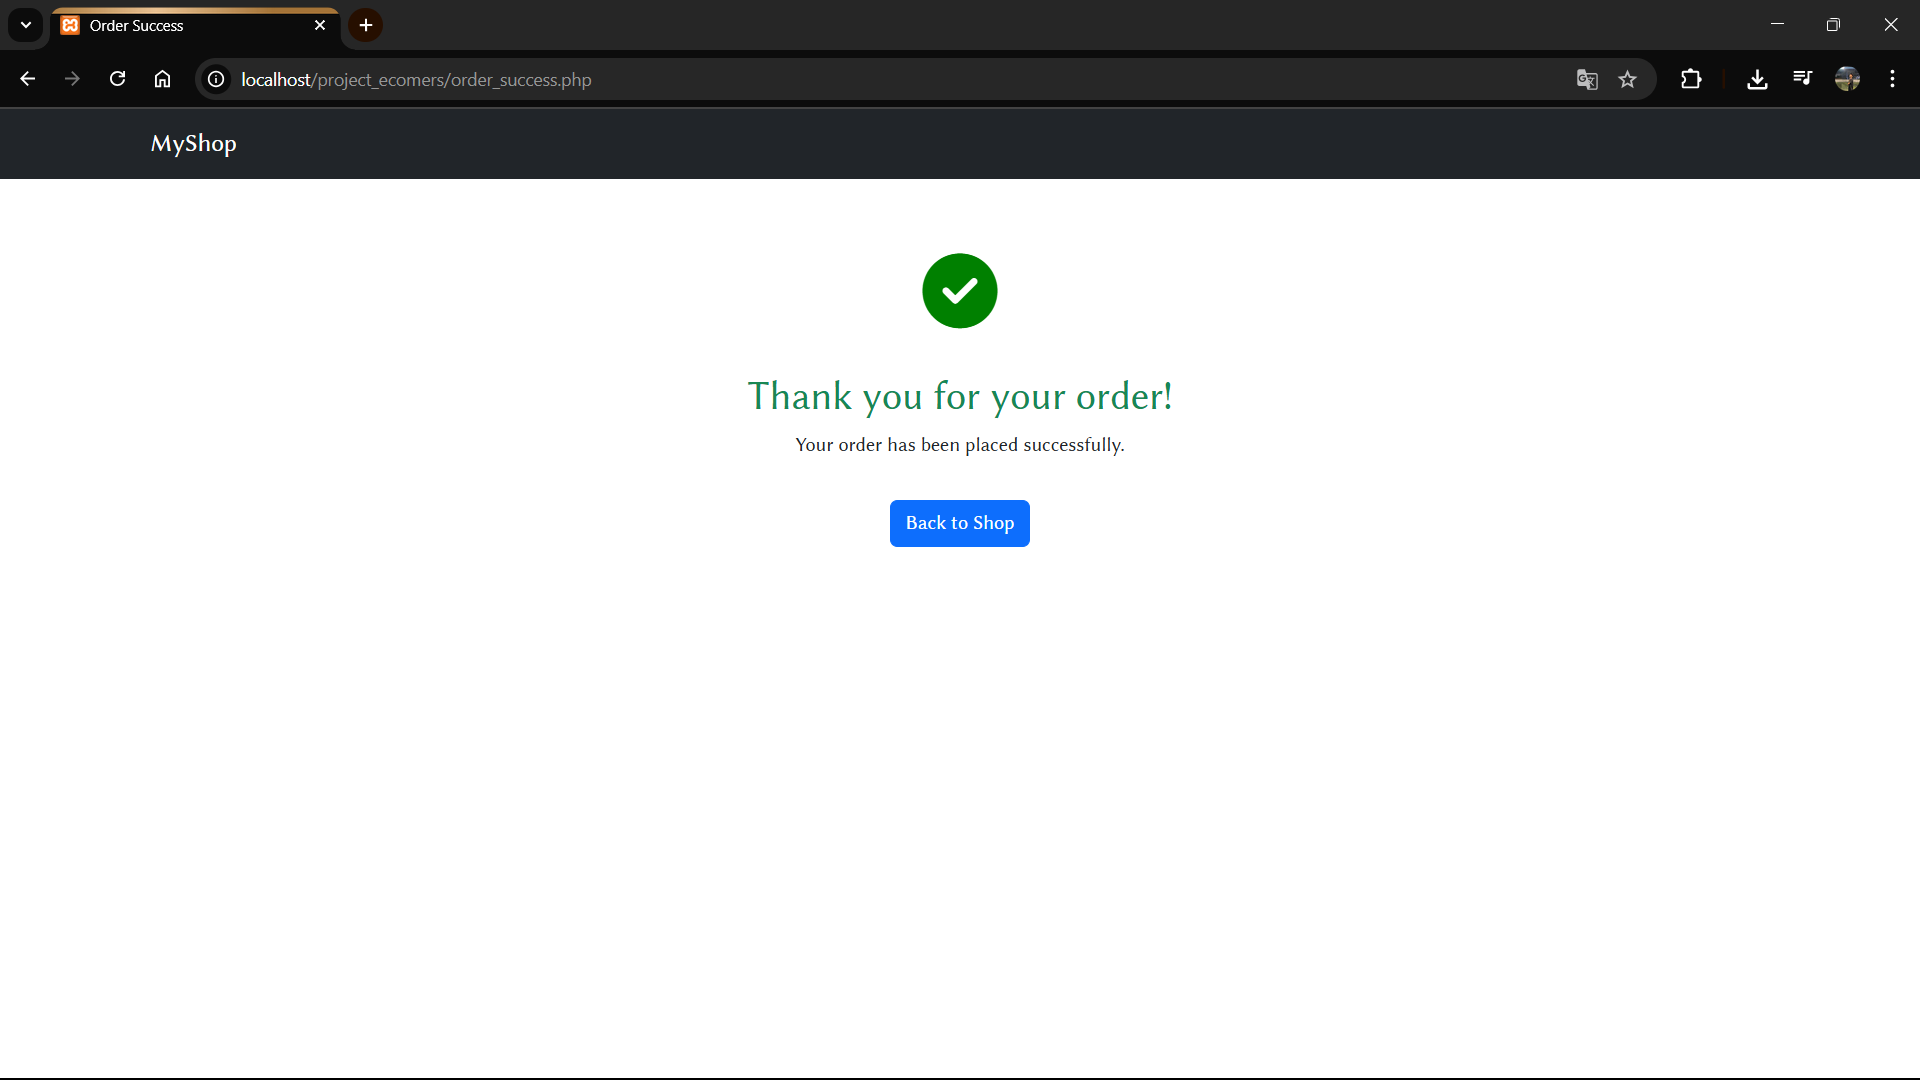 Order Success
localhost/project_ecomers/order_success.php
MyShop
Thank you for your order!
Your order has been placed successfully.
Back to Shop